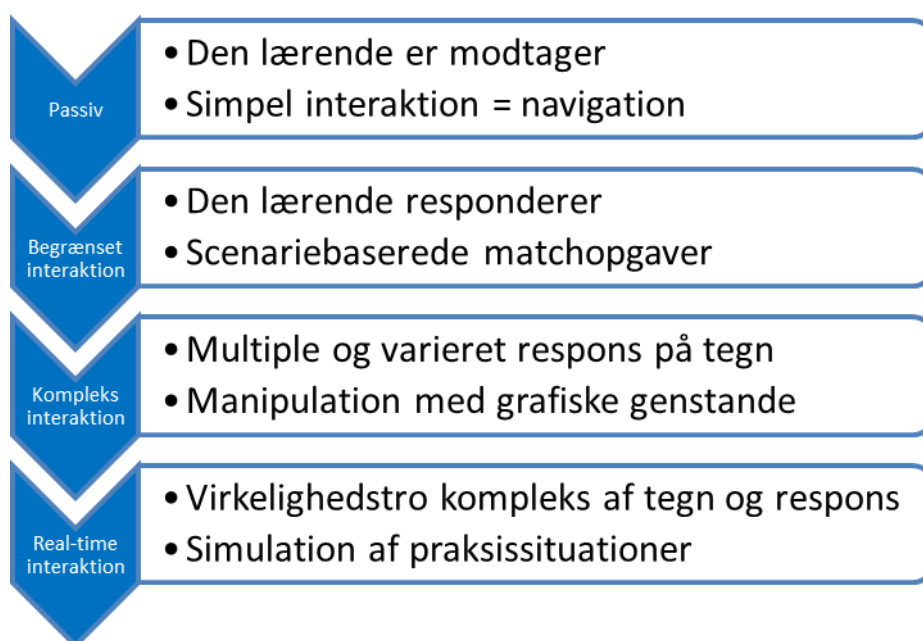 Passiv
• Den lærende er modtager
• Simpel interaktion = navigation
Begrænset
interaktion
• Den lærende responderer
• Scenariebaserede matchopgaver
Kompleks
interaktion
• Multiple og varieret respons på tegn
• Manipulation med grafiske genstande
Real-time
interaktion
• Virkelighedstro kompleks af tegn og respons
• Simulation af praksissituationer